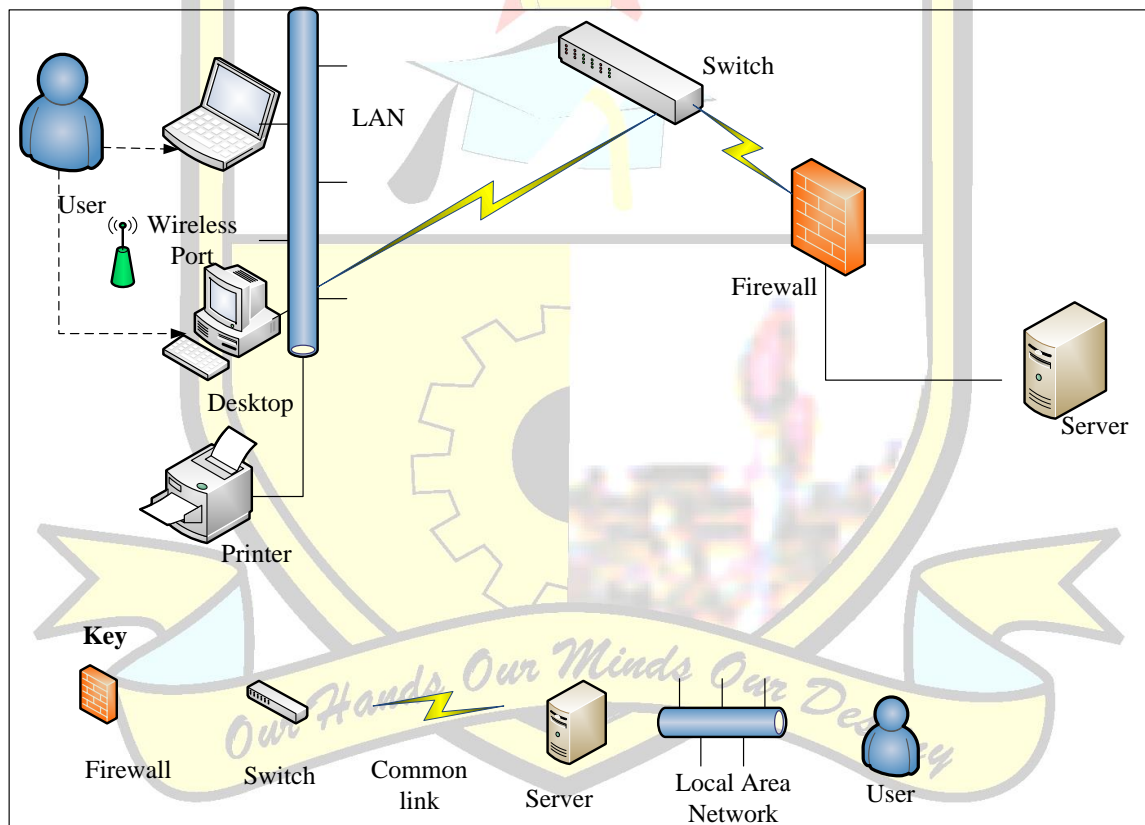 Switch
LAN
User
Wireless
Port
Firewall
Desktop
Server
Printer
Key
Our Hands Our Minds Our Destiny
Firewall
Switch
Common
link
Server
Local Area
Network
User